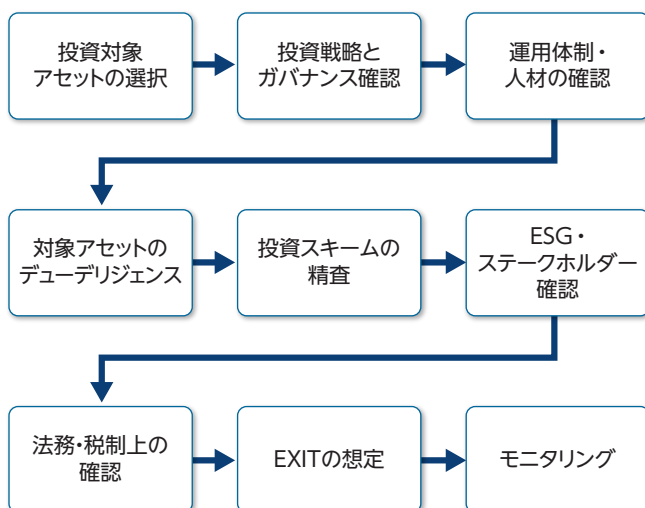 投資対象
アセットの選択
投資戦略と
ガバナンス確認
運用体制・
人材の確認
対象アセットの
デューデリジェンス
投資スキームの
精査
ESG・
ステークホルダー
確認
法務・税制上の
確認
EXITの想定
モニタリング